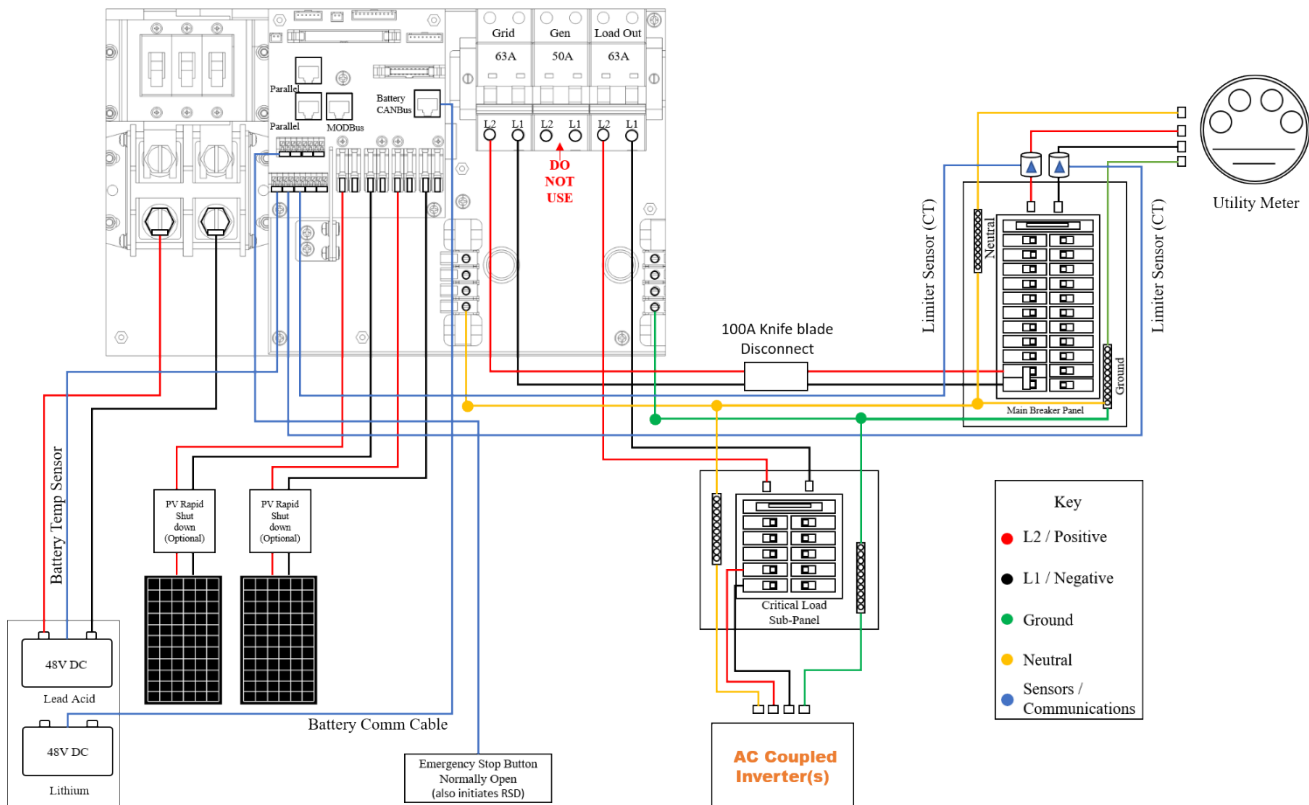 Grid
Gen
Load Out
63A
50A
63A
L2
L1
L2
L1
L2
L1
DO
NOT
USE
Parallel
Parallel
MODBus
Battery
CANBus
Utility Meter
Limiter Sensor (CT)
Neutral
Limiter Sensor (CT)
Ground
Main Breaker Panel
100A Knife blade
Disconnect
Battery Temp Sensor
PV Rapid
Shut
down
(Optional)
PV Rapid
Shut
down
(Optional)
Critical Load
Sub-Panel
48V DC
Lead Acid
48V DC
Lithium
Battery Comm Cable
Emergency Stop Button
Normally Open
(also initiates RSD)
AC Coupled
Inverter(s)
Key
L2 / Positive
L1 / Negative
Ground
Neutral
Sensors /
Communications